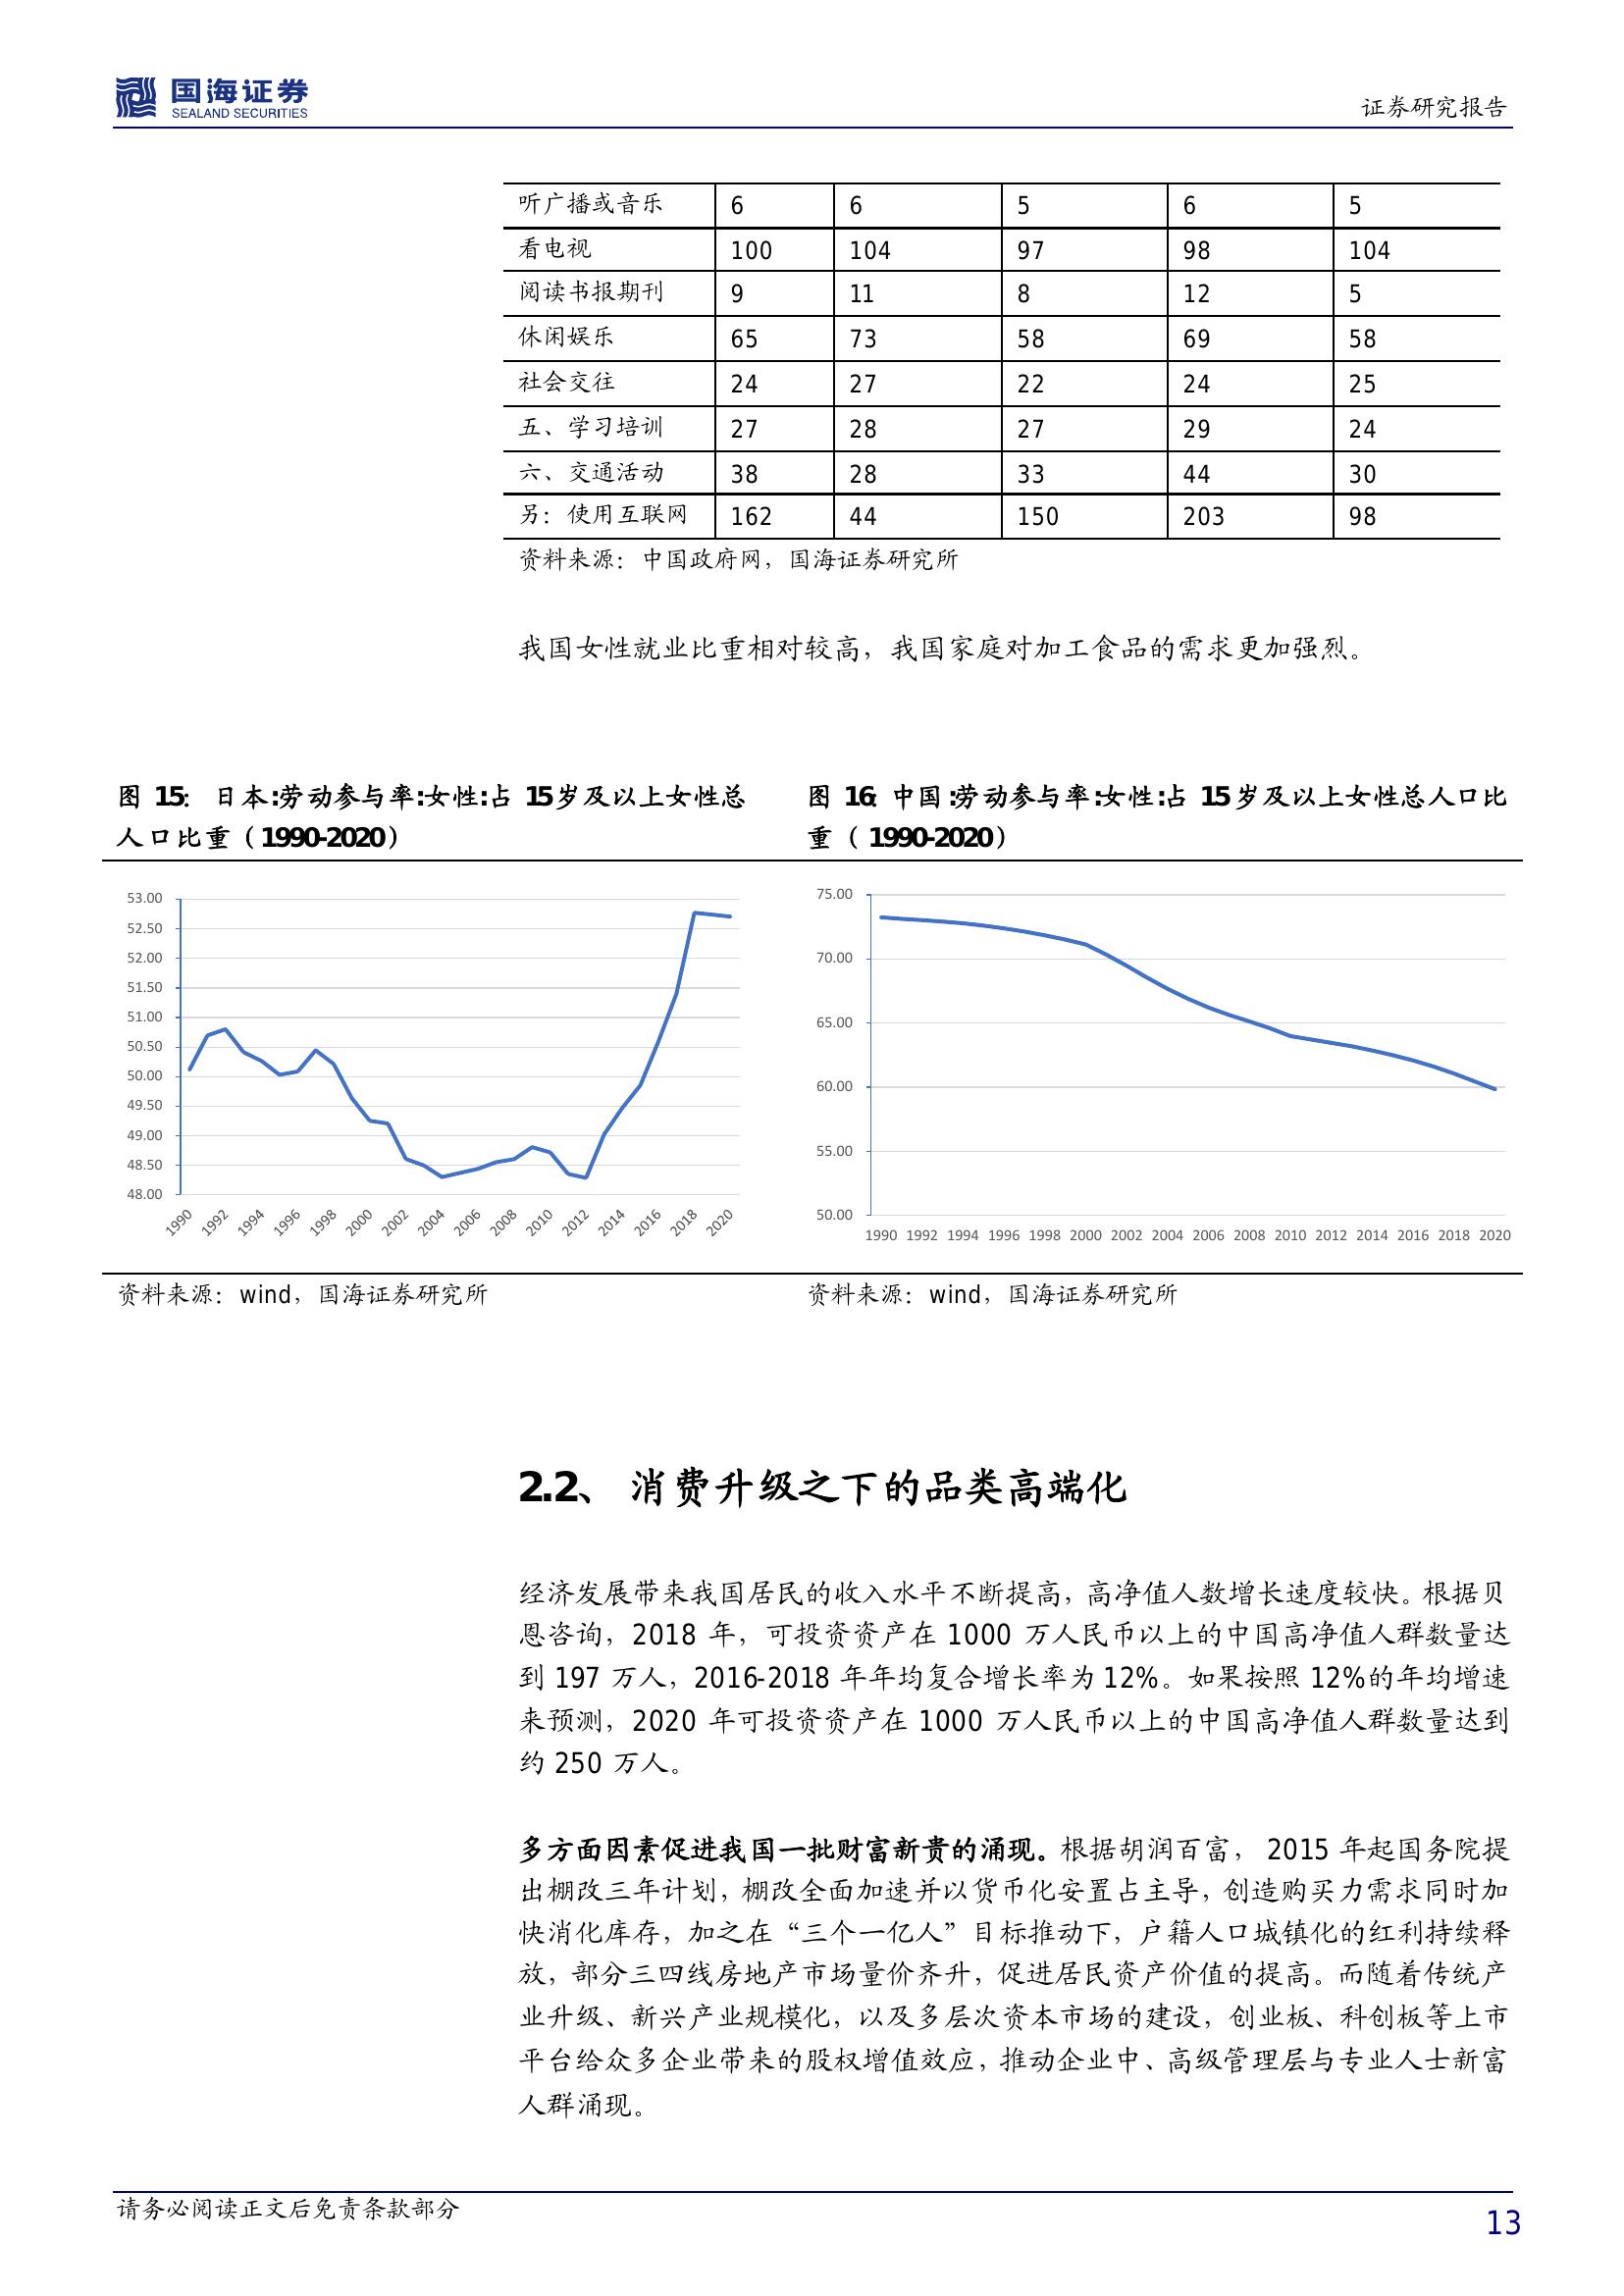 国海证券
SEALAND SECURITIES
证券研究报告
听广播或音乐 6 6 5 6 5
看电视 100 104 97 98 104
阅读书报期刊 9 11 8 12 5
休闲娱乐 65 73 58 69 58
社会交往 24 27 22 24 25
五、学习培训 27 28 27 29 24
六、交通活动 38 28 33 44 30
另：使用互联网 162 44 150 203 98
资料来源：中国政府网，国海证券研究所
我国女性就业比重相对较高，我国家庭对加工食品的需求更加强烈。
图 15： 日本:劳动参与率:女性:占 15岁及以上女性总
人口比重（1990-2020）
53.00
52.50
52.00
51.50
51.00
50.50
50.00
49.50
49.00
48.50
48.00
1990 1992 1994 1996 1998 2000 2002 2004 2006 2008 2010 2012 2014 2016 2018 2020
资料来源：wind，国海证券研究所
图 16：中国:劳动参与率:女性:占 15岁及以上女性总人口比
重（1990-2020）
75.00
70.00
65.00
60.00
55.00
50.00
1990 1992 1994 1996 1998 2000 2002 2004 2006 2008 2010 2012 2014 2016 2018 2020
资料来源：wind，国海证券研究所
2.2、 消费升级之下的品类高端化
经济发展带来我国居民的收入水平不断提高，高净值人数增长速度较快。根据贝
恩咨询，2018 年，可投资资产在 1000 万人民币以上的中国高净值人群数量达
到 197 万人，2016-2018 年年均复合增长率为 12%。如果按照 12%的年均增速
来预测，2020 年可投资资产在 1000 万人民币以上的中国高净值人群数量达到
约 250 万人。
多方面因素促进我国一批财富新贵的涌现。根据胡润百富， 2015 年起国务院提
出棚改三年计划，棚改全面加速并以货币化安置占主导，创造购买力需求同时加
快消化库存，加之在“三个一亿人”目标推动下，户籍人口城镇化的红利持续释
放，部分三四线房地产市场量价齐升，促进居民资产价值的提高。而随着传统产
业升级、新兴产业规模化，以及多层次资本市场的建设，创业板、科创板等上市
平台给众多企业带来的股权增值效应，推动企业中、高级管理层与专业人士新富
人群涌现。
请务必阅读正文后免责条款部分
13